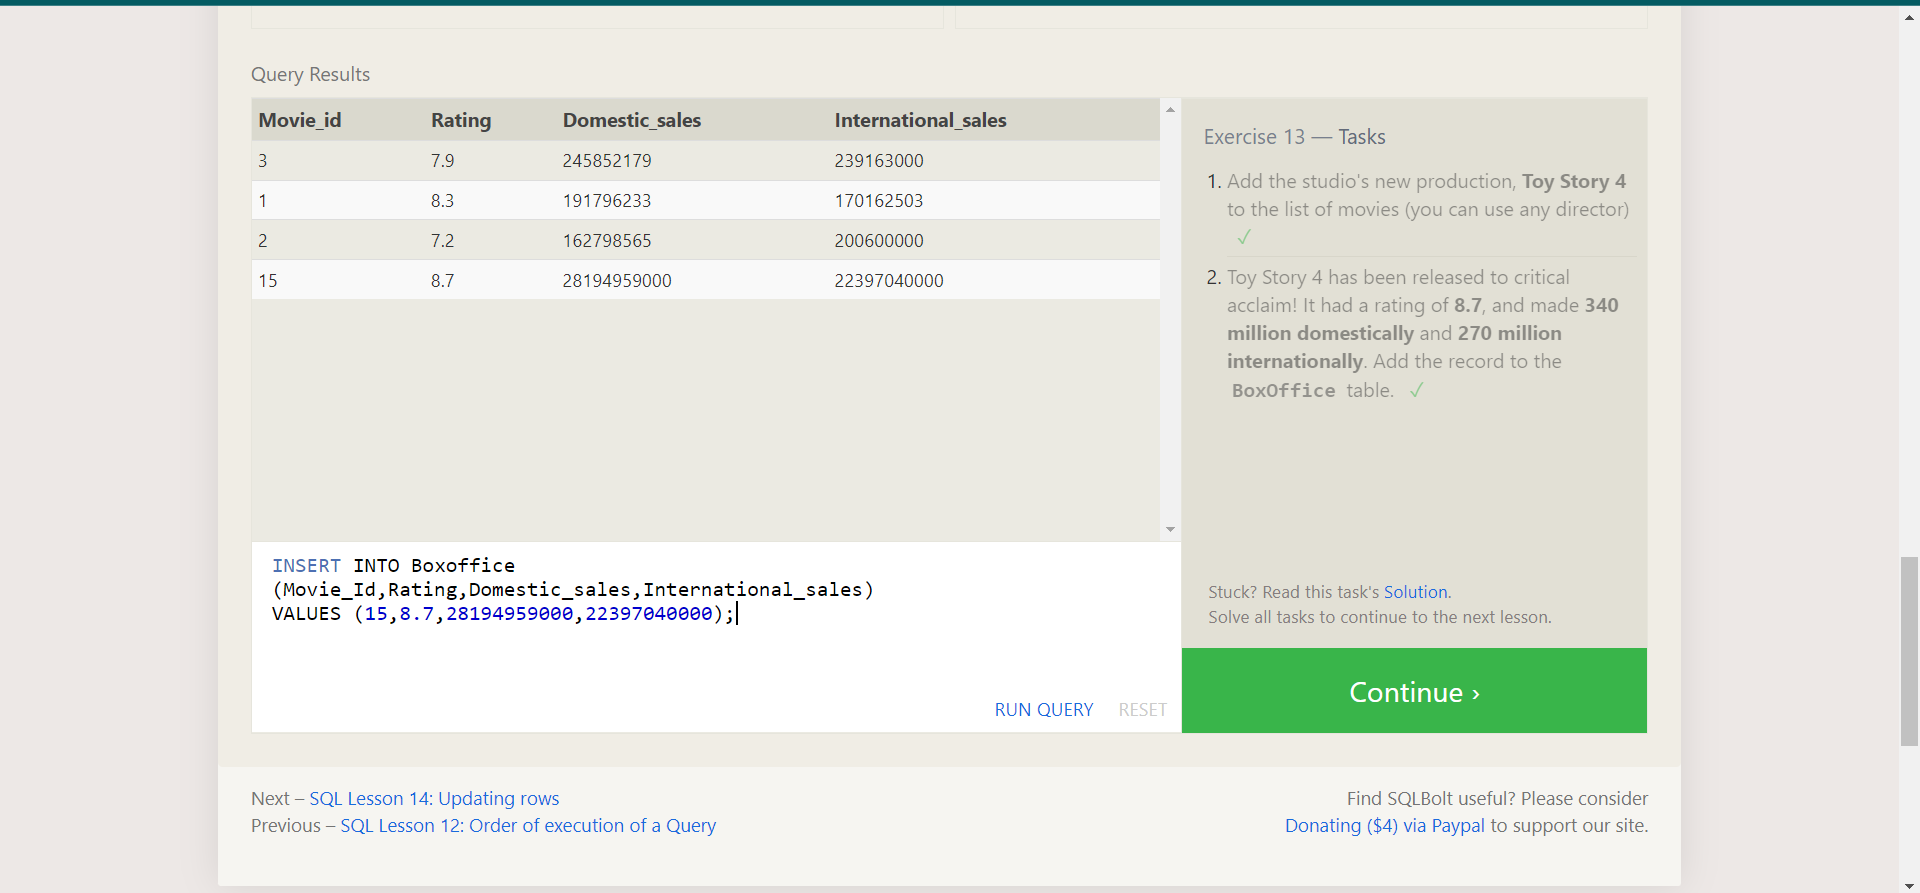 Query Results
Movie_id Rating Domestic_sales International_sales
3 7.9 245852179 239163000
1 8.3 191796233 170162503
2 7.2 162798565 200600000
15 8.7 28194959000 22397040000
INSERT INTO Boxoffice
(Movie_Id,Rating,Domestic_sales,International_sales)
VALUES (15,8.7,28194959000,22397040000);
RUN QUERY RESET
Exercise 13 — Tasks
1. Add the studio's new production, Toy Story 4
to the list of movies (you can use any director)
✓
2. Toy Story 4 has been released to critical
acclaim! It had a rating of 8.7, and made 340
million domestically and 270 million
internationally. Add the record to the
BoxOffice table. ✓
Stuck? Read this task's Solution.
Solve all tasks to continue to the next lesson.
Continue ›
Next – SQL Lesson 14: Updating rows
Previous – SQL Lesson 12: Order of execution of a Query
Find SQLBolt useful? Please consider
Donating ($4) via Paypal to support our site.